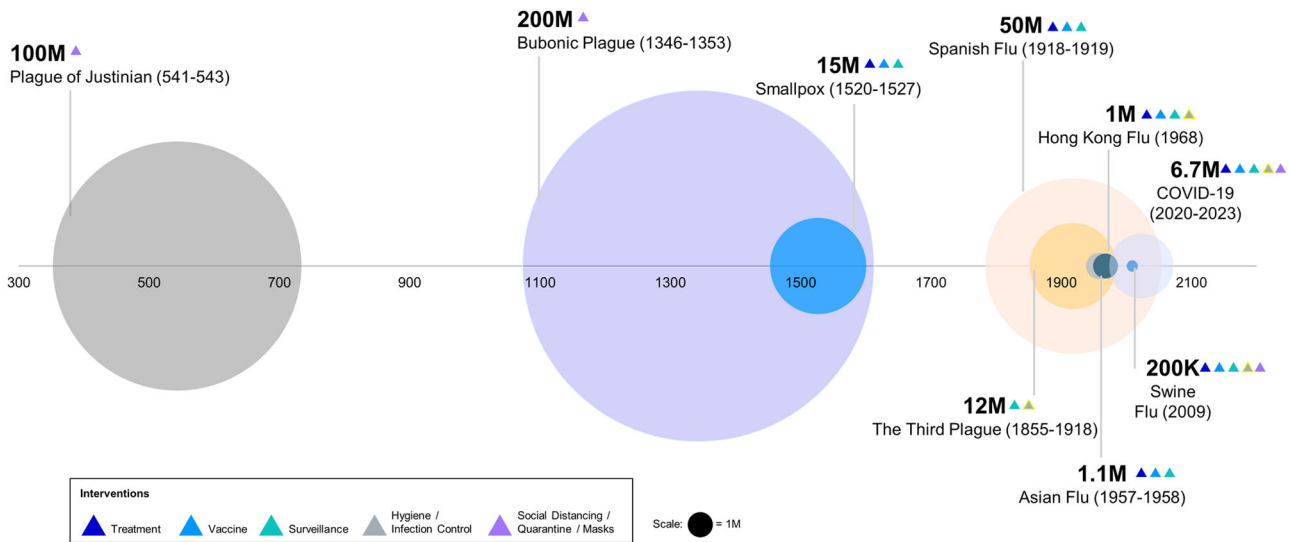 200M
Bubonic Plague (1346-1353)
100M
Plague of Justinian (541-543)
50M
Spanish Flu (1918-1919)
15M
Smallpox (1520-1527)
1M
Hong Kong Flu (1968)
6.7M
COVID-19
(2020-2023)
300
500
700
900
1100
1300
1500
1700
1900
2100
200K
Swine
Flu (2009)
12M
The Third Plague (1855-1918)
1.1M
Asian Flu (1957-1958)
Interventions
Treatment
Vaccine
Surveillance
Hygiene /
Infection Control
Social Distancing /
Quarantine / Masks
Scale: = 1M